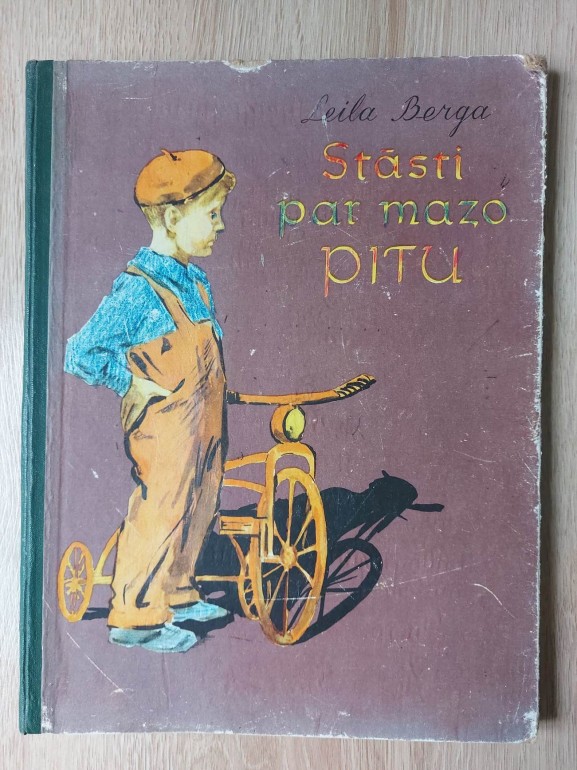 Leila Berga
Stāsti
par mazo
PITU